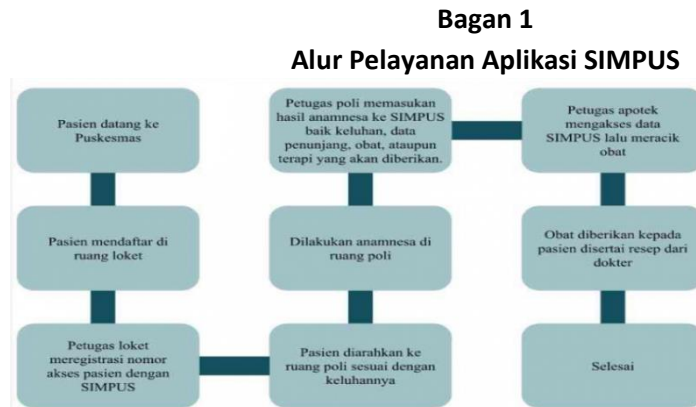 Bagan 1
Alur Pelayanan Aplikasi SIMPUS
Pasien datang ke
Puskesmas
Pasien mendaftar di
ruang loket
Petugas loket
meregistrasi nomor
akses pasien dengan
SIMPUS
Pasien diarahkan ke
ruang poli sesuai dengan
keluhannya
Dilakukan anamnesa di
ruang poli
Petugas poli memasukan
hasil anamnesa ke SIMPUS
baik keluhan, data
penunjang, obat, ataupun
terapi yang akan diberikan.
Petugas apotek
mengakses data
SIMPUS lalu meracik
obat
Obat diberikan kepada
pasien disertai resep dari
dokter
Selesai